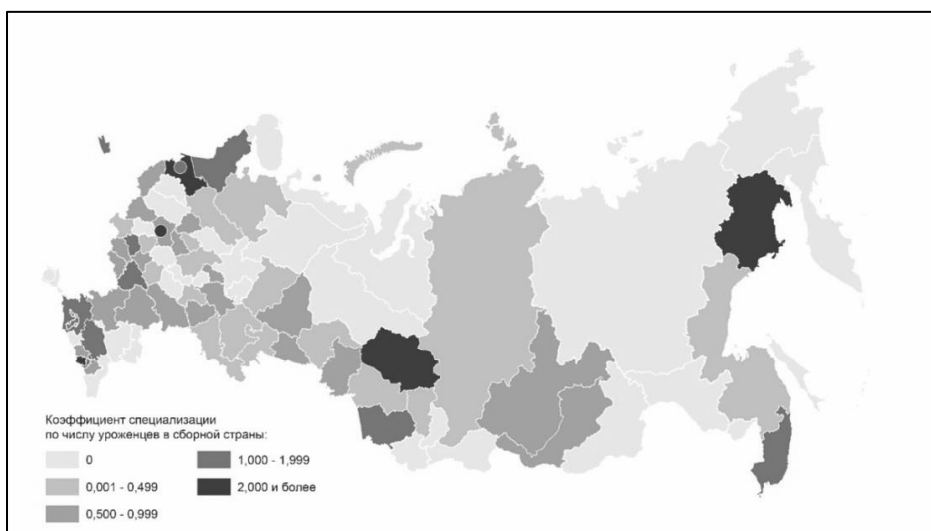 Коэффициент специализации
по числу уроженцев в сборной страны:
0
1,000 - 1,999
0,001 - 0,499
2,000 и более
0,500 - 0,999